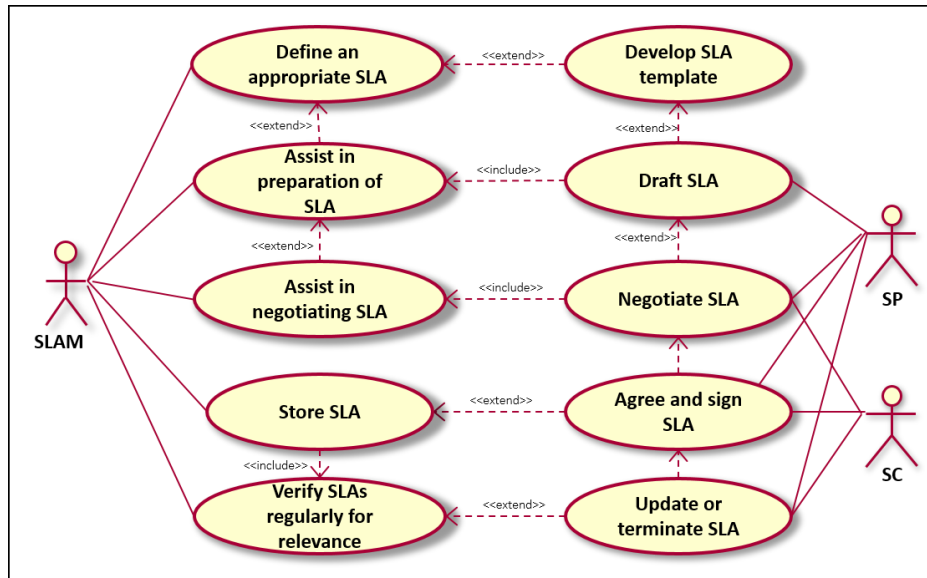 Define an
appropriate SLA
<<extend>>
Develop SLA
template
<<extend>>
<<extend>>
Assist in
preparation of
SLA
<<include>>
Draft SLA
<<extend>>
<<extend>>
Assist in
negotiating SLA
<<include>>
Negotiate SLA
SLAM
SP
Store SLA
<<extend>>
Agree and sign
SLA
SC
<<include>>
Verify SLAs
regularly for
relevance
<<extend>>
Update or
terminate SLA